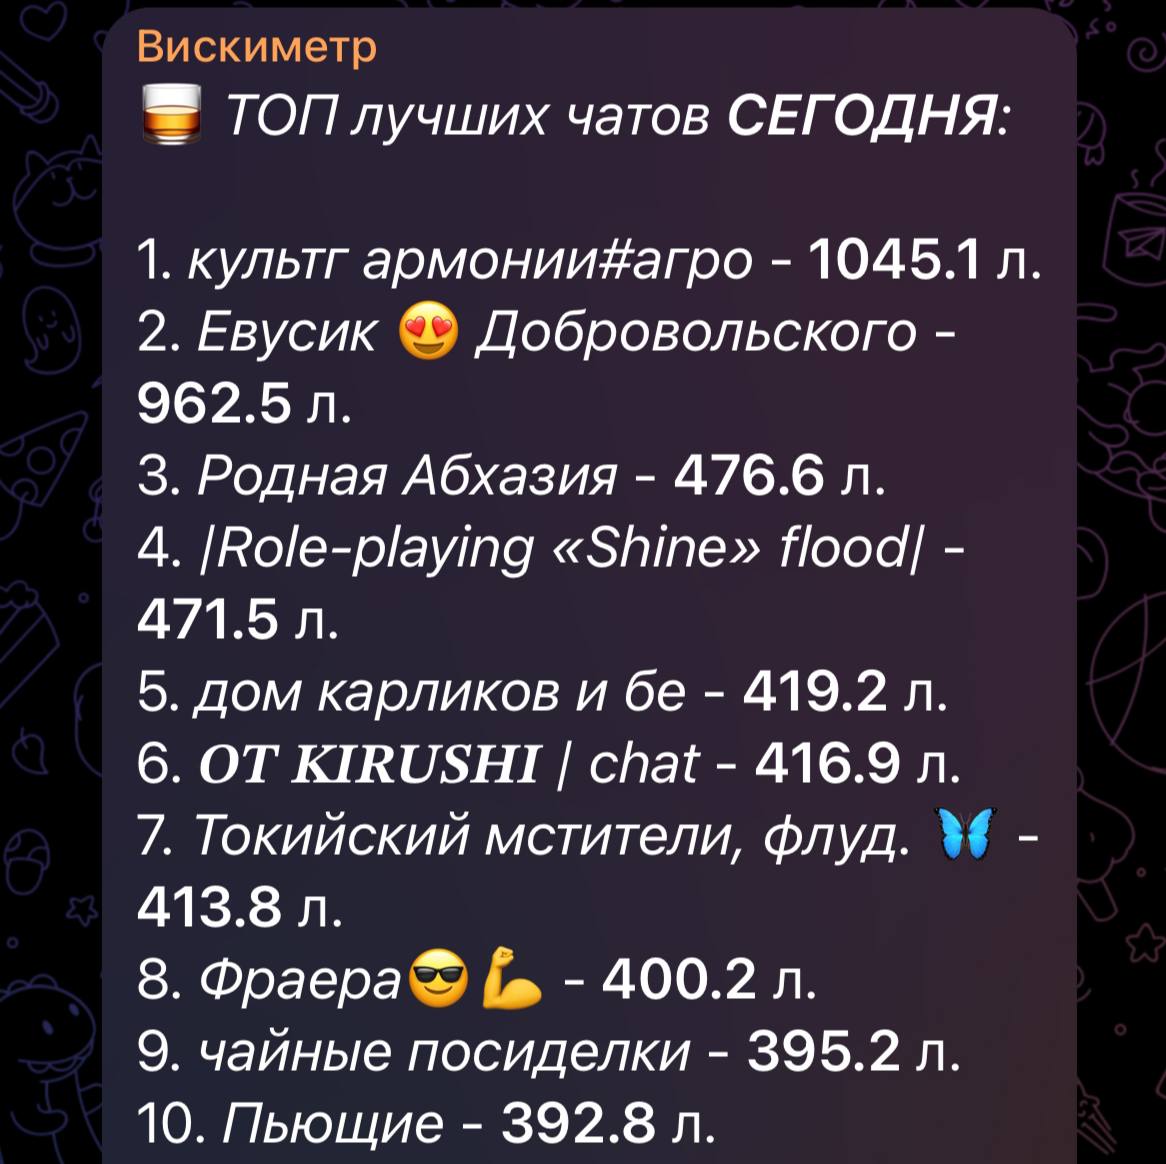 Вискиметр
🥃 ТОП лучших чатов СЕГОДНЯ:
1. культг армонии#агро - 1045.1 л.
2. Евусик 😍 Добровольского -
962.5 л.
3. Родная Абхазия - 476.6 л.
4. |Role-playing «Shine» flood| -
471.5 л.
5. дом карликов и бе - 419.2 л.
6. 𝑶𝑻 𝑲𝑰𝑹𝑼𝑺𝑯𝑰 | chat - 416.9 л.
7. Токийский мстители, флуд. 🦋 -
413.8 л.
8. Фраера😎💪 - 400.2 л.
9. чайные посиделки - 395.2 л.
10. Пьющие - 392.8 л.